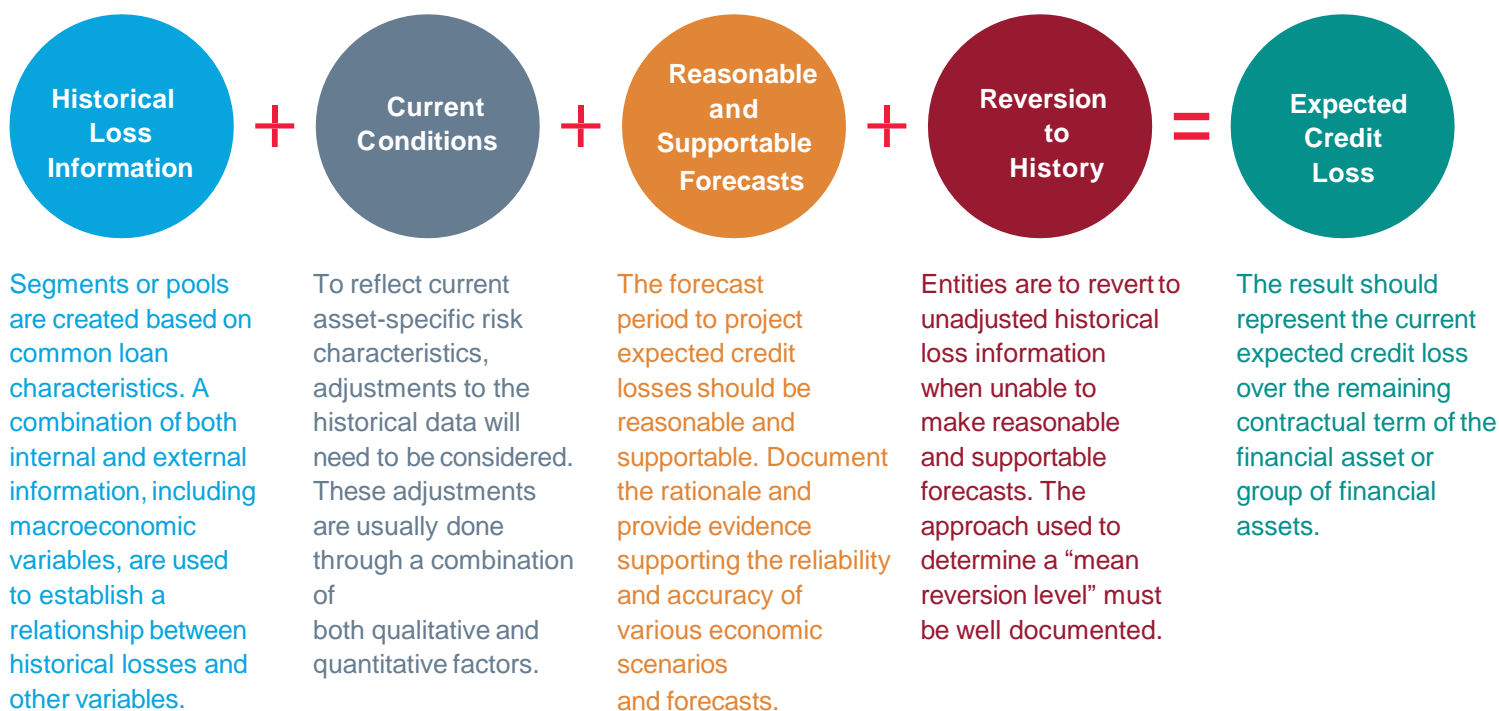 Historical
Loss
Information
+
Current
Conditions
+
Reasonable
and
Supportable
Forecasts
+
Reversion
to
History
=
Expected
Credit
Loss
Segments or pools
are created based on
common loan
characteristics. A
combination of both
internal and external
information, including
macroeconomic
variables, are used
to establish a
relationship between
historical losses and
other variables.
To reflect current
asset-specific risk
characteristics,
adjustments to the
historical data will
need to be considered.
These adjustments
are usually done
through a combination
of
both qualitative and
quantitative factors.
The forecast
period to project
expected credit
losses should be
reasonable and
supportable. Document
the rationale and
provide evidence
supporting the reliability
and accuracy of
various economic
scenarios
and forecasts.
Entities are to revert to
unadjusted historical
loss information
when unable to
make reasonable
and supportable
forecasts. The
approach used to
determine a “mean
reversion level” must
be well documented.
The result should
represent the current
expected credit loss
over the remaining
contractual term of the
financial asset or
group of financial
assets.